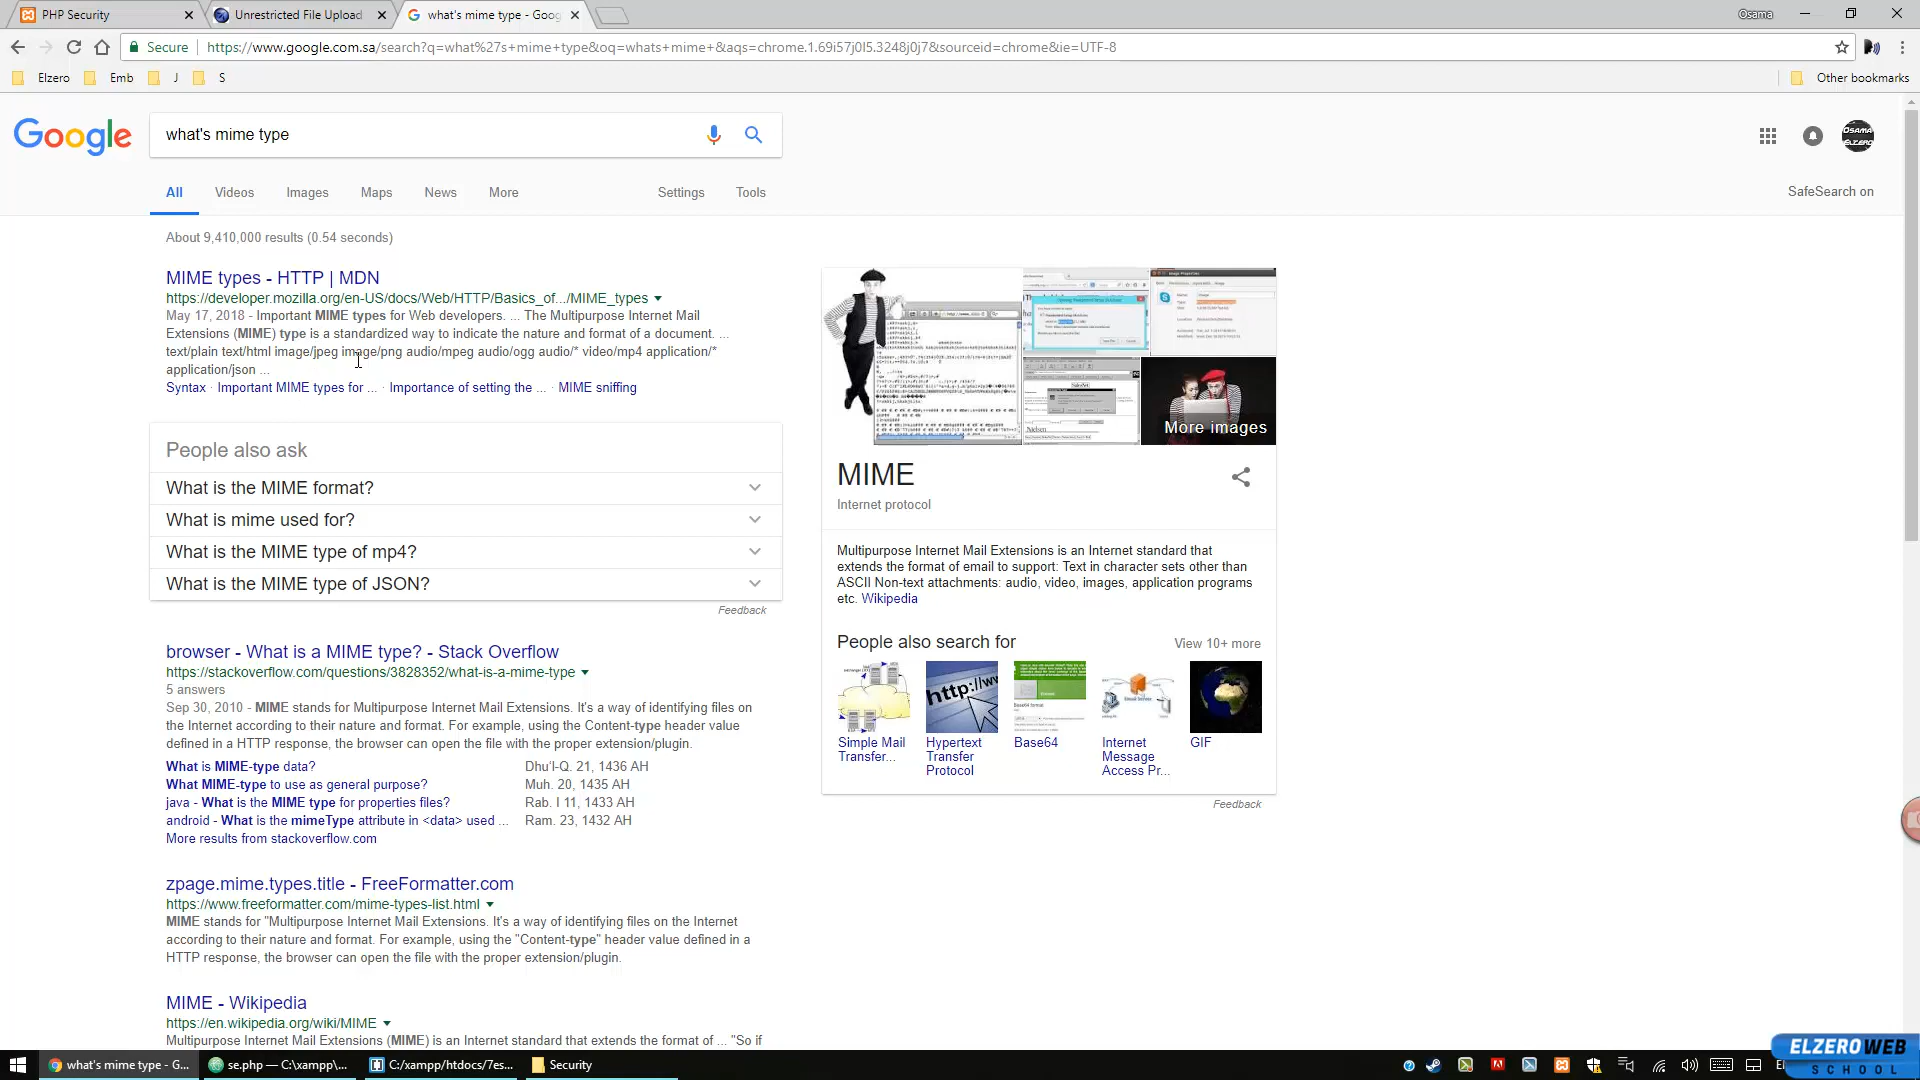 PHP Security
Unrestricted File Upload
what's mime type - Goog
Osama
Secure
https://www.google.com.sa/search?q=what%27s+mime+type&oq=whats+mime+&aqs=chrome.1.69i57j0l5.3248j0j7&sourceid=chrome&ie=UTF-8
Elzero
Emb
J
S
Other bookmarks
Google
what's mime type
OSAMA
ELZERO
All
Videos
Images
Maps
News
More
Settings
Tools
SafeSearch on
About 9,410,000 results (0.54 seconds)
MIME types - HTTP | MDN
https://developer.mozilla.org/en-US/docs/Web/HTTP/Basics_of.../MIME_types
May 17, 2018 - Important MIME types for Web developers. ... The Multipurpose Internet Mail
Extensions (MIME) type is a standardized way to indicate the nature and format of a document. ...
text/plain text/html image/jpeg image/png audio/mpeg audio/ogg audio/* video/mp4 application/*
application/json ...
Syntax · Important MIME types for ... · Importance of setting the ... · MIME sniffing
People also ask
What is the MIME format?
What is mime used for?
What is the MIME type of mp4?
What is the MIME type of JSON?
Feedback
browser - What is a MIME type? - Stack Overflow
https://stackoverflow.com/questions/3828352/what-is-a-mime-type
5 answers
Sep 30, 2010 - MIME stands for Multipurpose Internet Mail Extensions. It's a way of identifying files on
the Internet according to their nature and format. For example, using the Content-type header value
defined in a HTTP response, the browser can open the file with the proper extension/plugin.
What is MIME-type data? Dhuʻl-Q. 21, 1436 AH
What MIME-type to use as general purpose? Muh. 20, 1435 AH
java - What is the MIME type for properties files? Rab. I 11, 1433 AH
android - What is the mimeType attribute in <data> used ... Ram. 23, 1432 AH
More results from stackoverflow.com
zpage.mime.types.title - FreeFormatter.com
https://www.freeformatter.com/mime-types-list.html
MIME stands for "Multipurpose Internet Mail Extensions. It's a way of identifying files on the Internet
according to their nature and format. For example, using the "Content-type" header value defined in a
HTTP response, the browser can open the file with the proper extension/plugin.
MIME - Wikipedia
https://en.wikipedia.org/wiki/MIME
Multipurpose Internet Mail Extensions (MIME) is an Internet standard that extends the format of ... "So if
More images
MIME
Internet protocol
Multipurpose Internet Mail Extensions is an Internet standard that
extends the format of email to support: Text in character sets other than
ASCII Non-text attachments: audio, video, images, application programs
etc. Wikipedia
People also search for
View 10+ more
http://w
Simple Mail
Transfer...
Hypertext
Transfer
Protocol
Base64
Internet
Message
Access Pr...
GIF
Feedback
what's mime type - G...
se.php — C:\xampp\...
C:/xampp/htdocs/7es...
Security
ELZEROWEB
SCHOOL